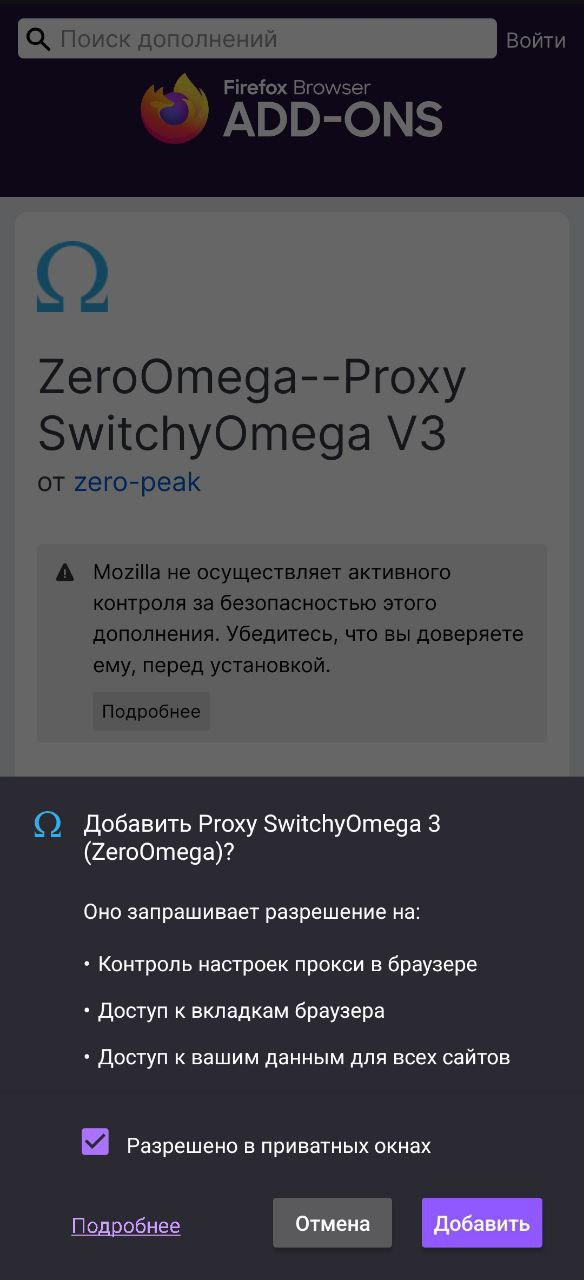 Поиск дополнений
Войти
Firefox Browser
ADD-ONS
ZeroOmega--Proxy
SwitchyOmega V3
от zero-peak
Mozilla не осуществляет активного
контроля за безопасностью этого
дополнения. Убедитесь, что вы доверяете
ему, перед установкой.
Подробнее
Добавить Proxy SwitchyOmega 3
(ZeroOmega)?
Оно запрашивает разрешение на:
• Контроль настроек прокси в браузере
• Доступ к вкладкам браузера
• Доступ к вашим данным для всех сайтов
Разрешено в приватных окнах
Подробнее
Отмена
Добавить